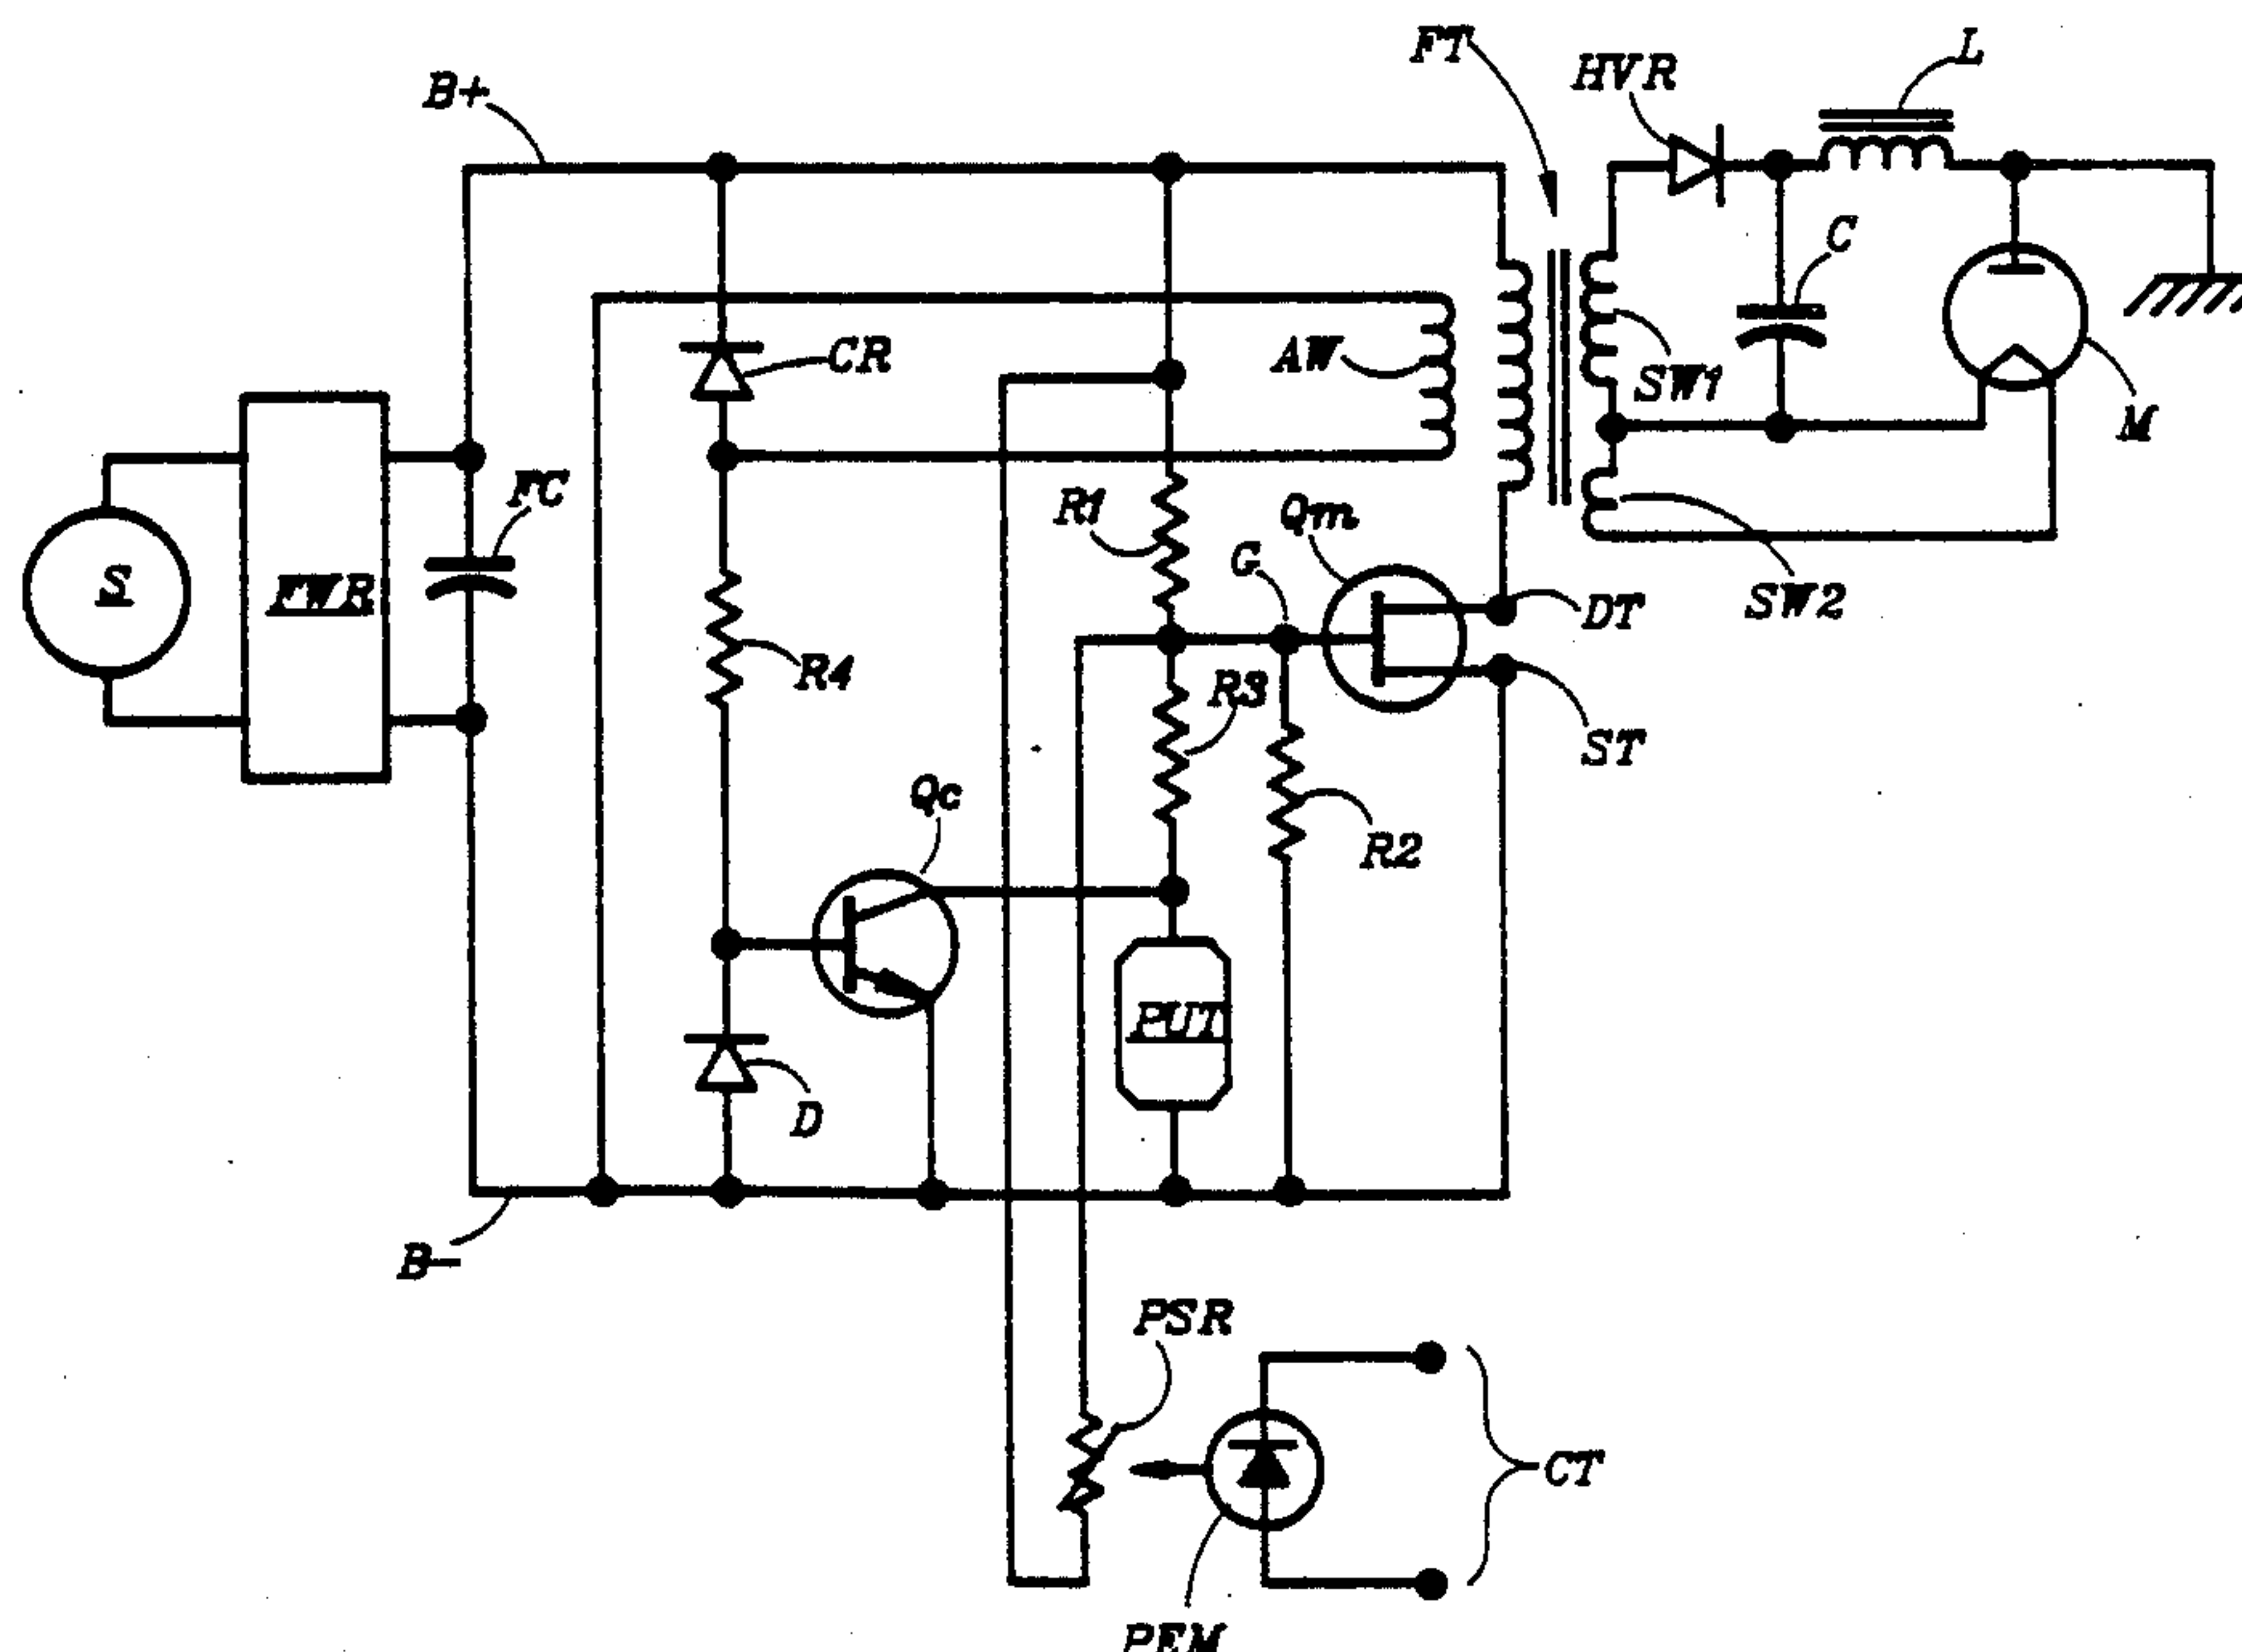 FT
L
HVR
B+
C
CR
AW
SW1
M
FC
R1
Qm
G
S
FWR
SW2
DT
R4
R3
ST
Qc
R2
PUT
D
B-
PSR
CT
PEM